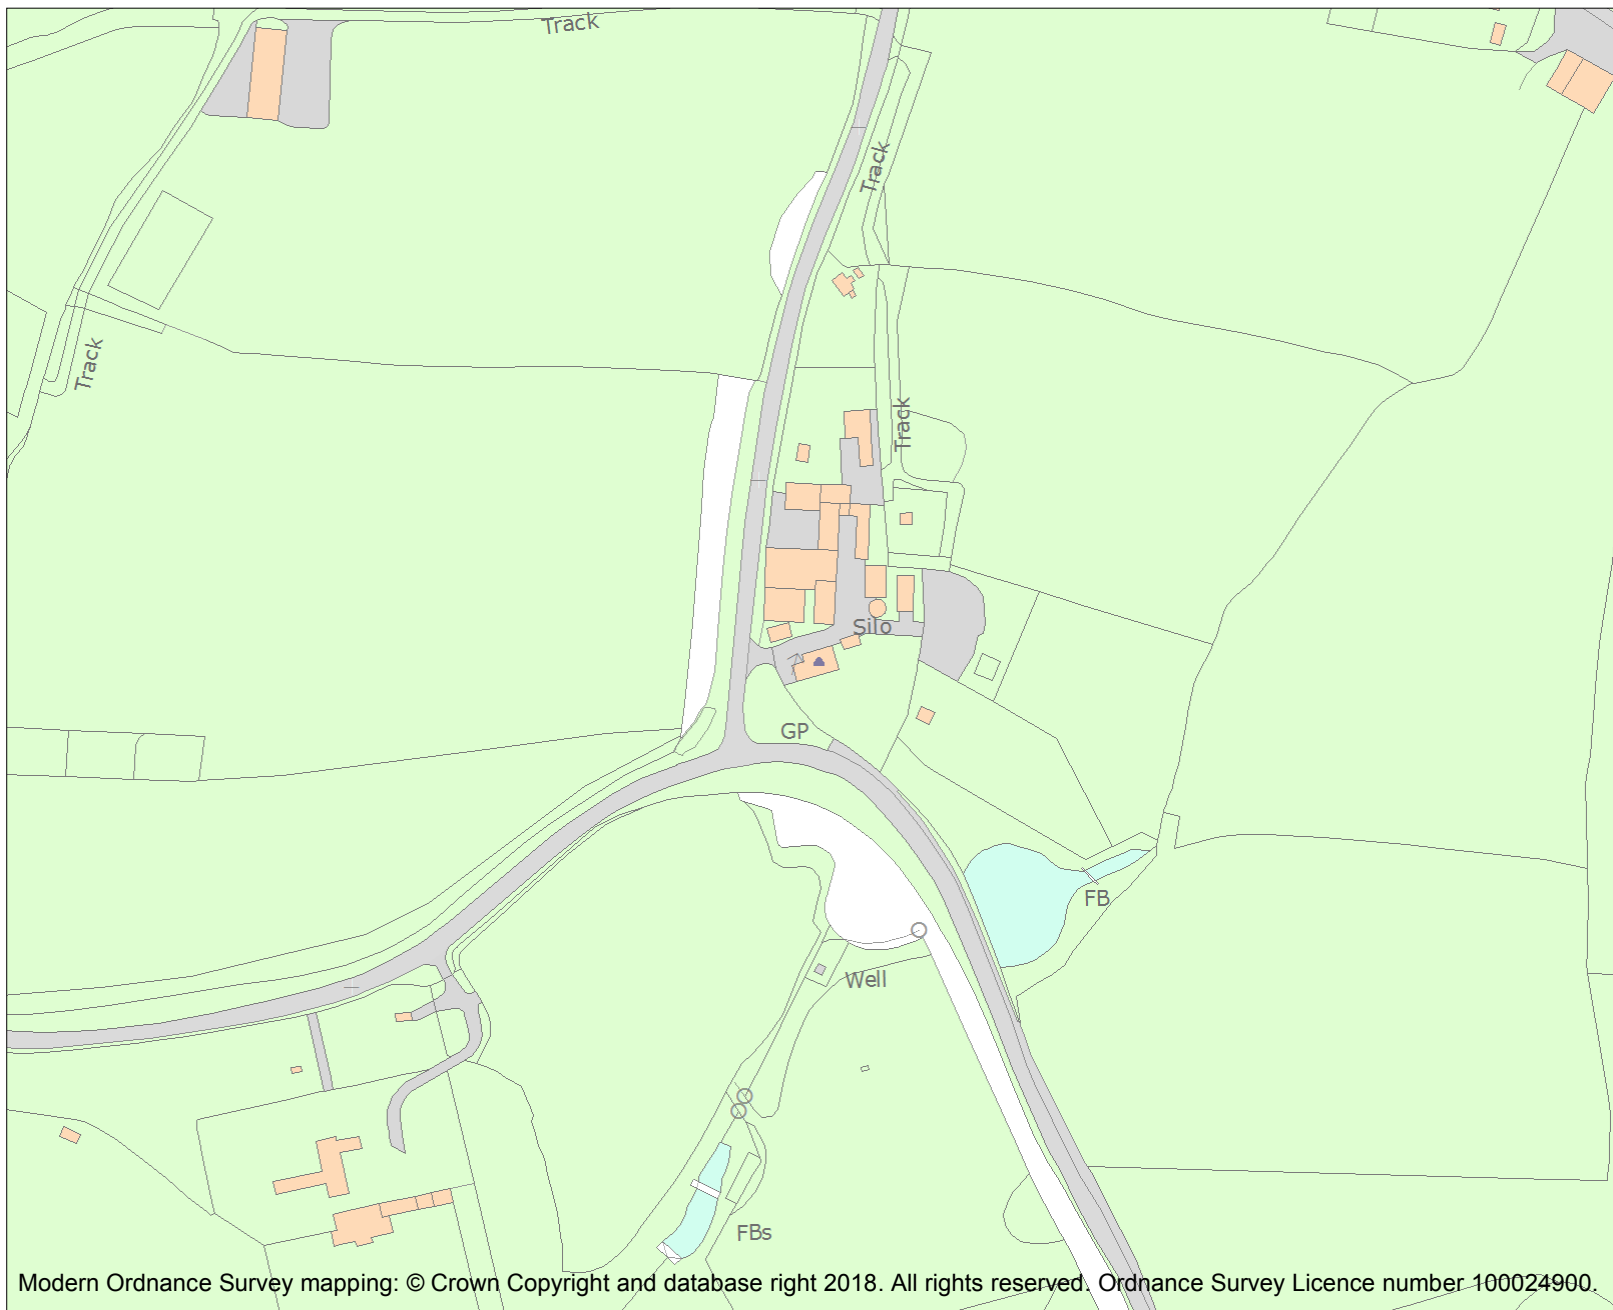 Track
Track
Track
Track
Silo
GP
FB
Well
FBs
Modern Ordnance Survey mapping: © Crown Copyright and database right 2018. All rights reserved. Ordnance Survey Licence number 100024900.